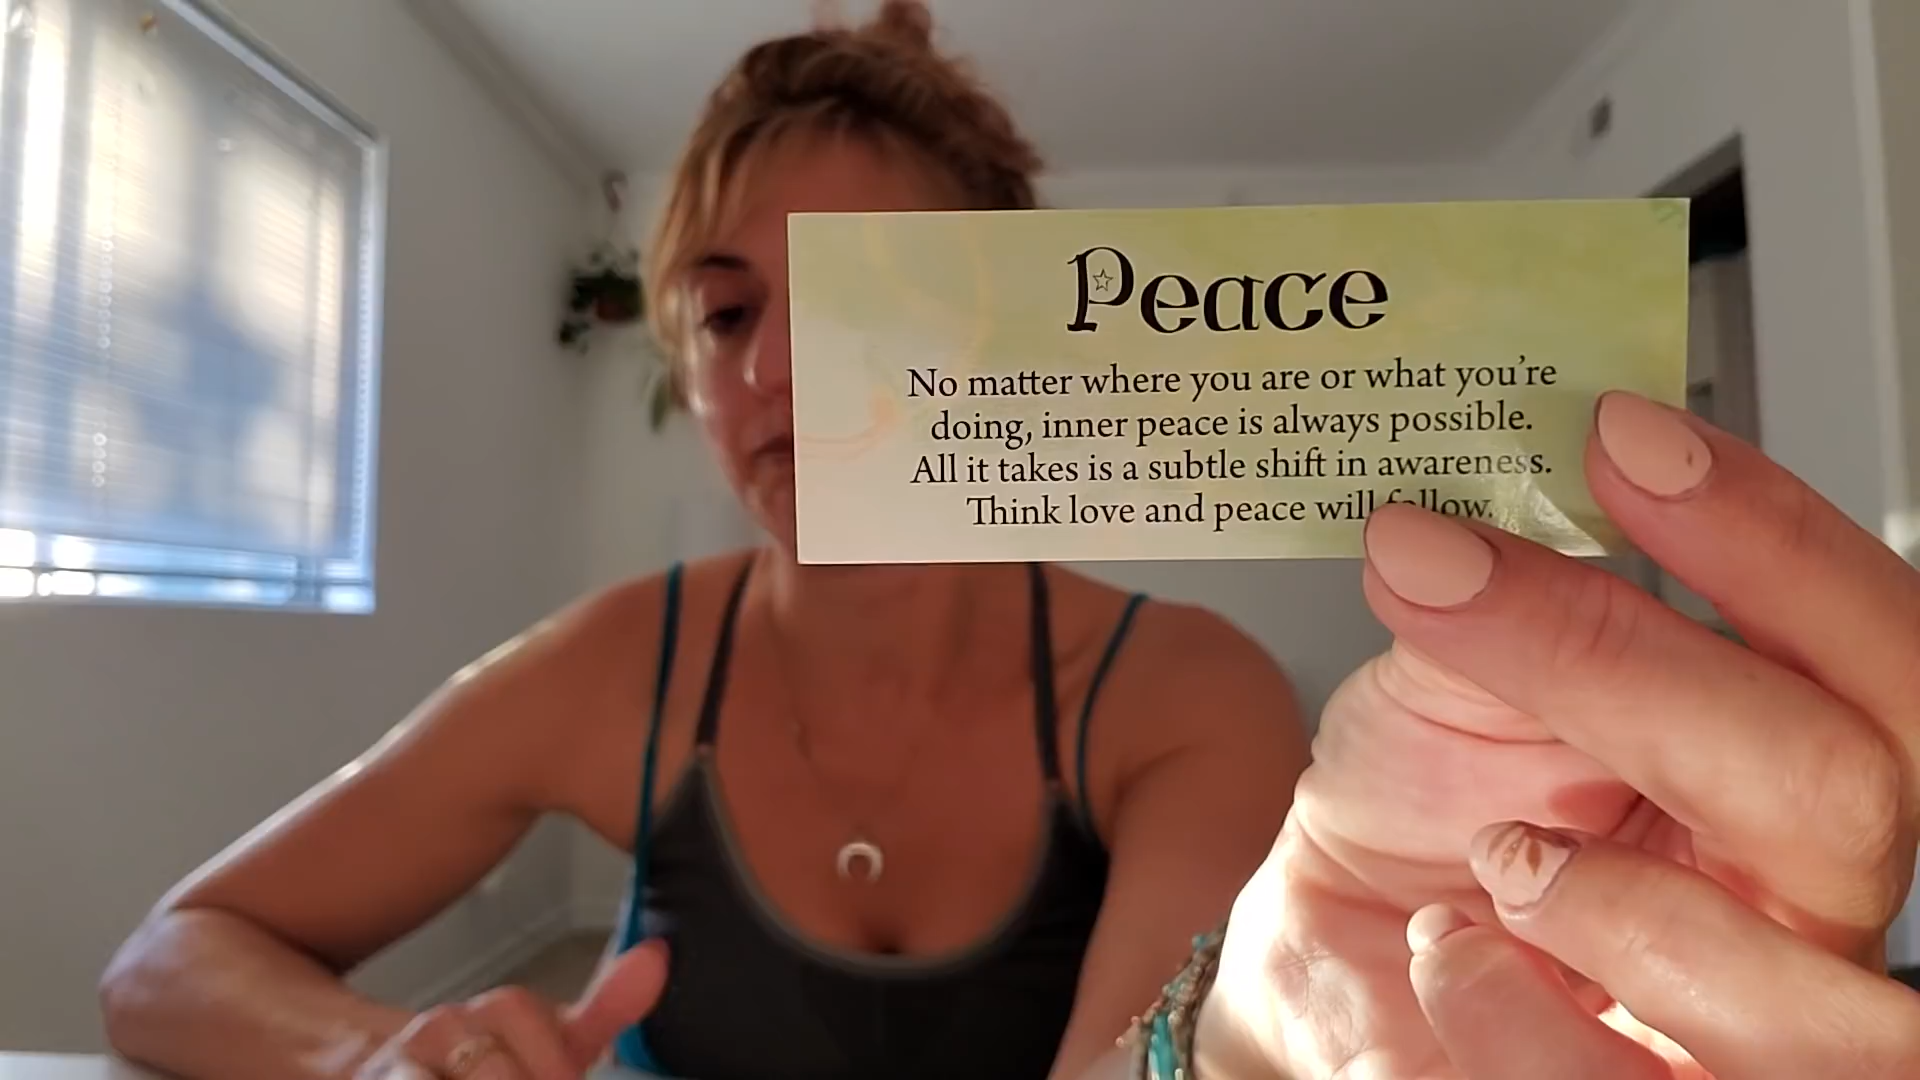 Peace
No matter where you are or what you're
doing, inner peace is always possible.
All it takes is a subtle shift in awareness.
Think love and peace will follow.